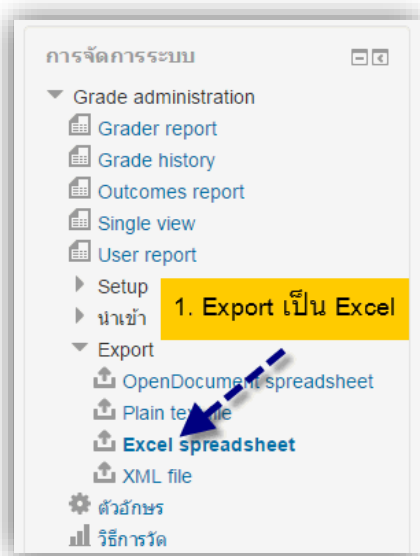 การจัดการระบบ
Grade administration
Grader report
Grade history
Outcomes report
Single view
User report
Setup
นำเข้า
1. Export เป็น Excel
Export
OpenDocument spreadsheet
Plain text file
Excel spreadsheet
XML file
ตัวอักษร
วิธีการวัด